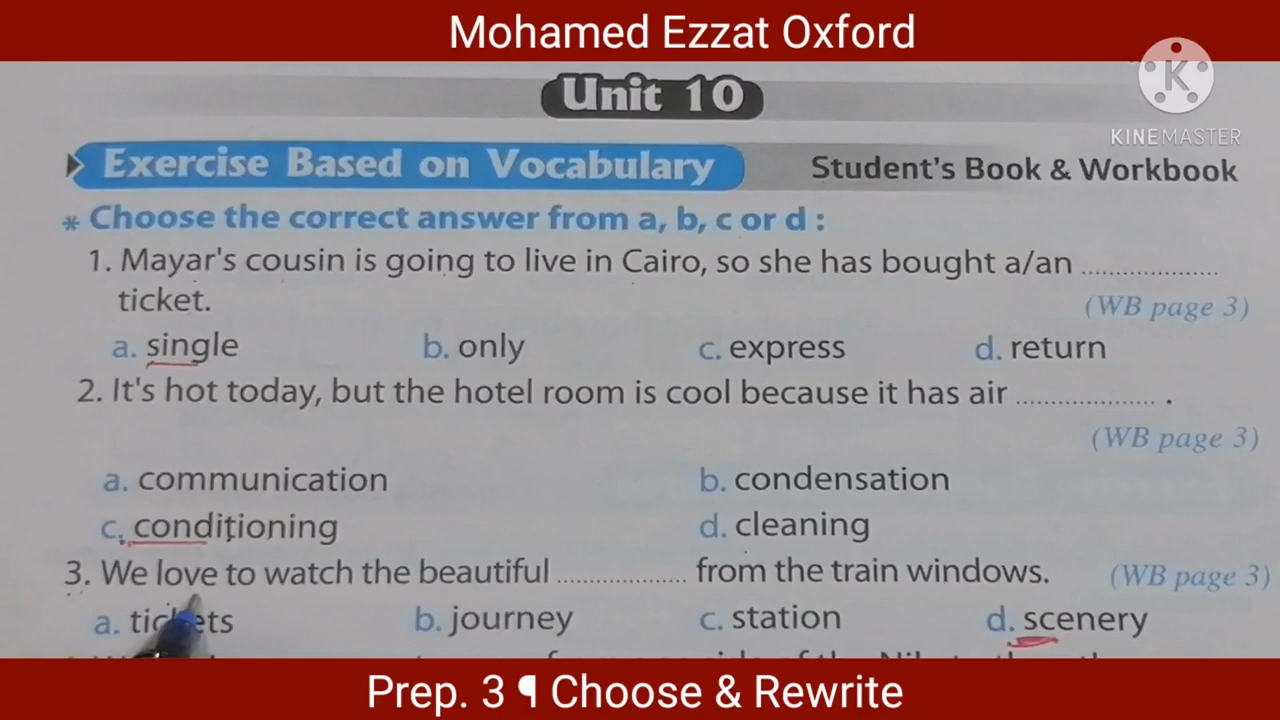 Mohamed Ezzat Oxford
K
KINEMASTER
Unit 10
Exercise Based on Vocabulary
Student's Book & Workbook
* Choose the correct answer from a, b, c or d :
1. Mayar's cousin is going to live in Cairo, so she has bought a/an ....................
ticket. (WB page 3)
a. single b. only c. express d. return
2. It's hot today, but the hotel room is cool because it has air .................... .
(WB page 3)
a. communication b. condensation
c. conditioning d. cleaning
3. We love to watch the beautiful .................... from the train windows. (WB page 3)
a. tickets b. journey c. station d. scenery
Prep. 3 ¶ Choose & Rewrite